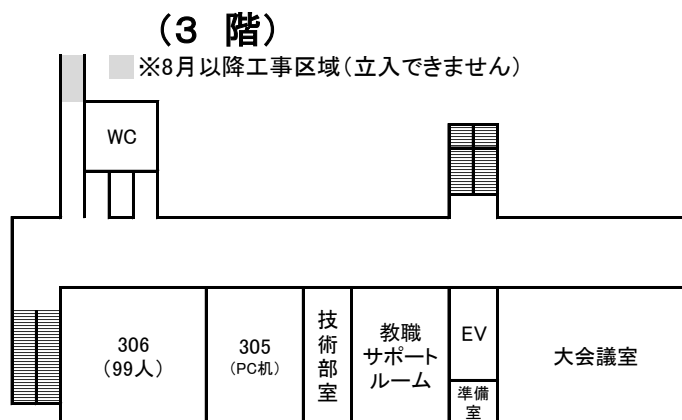 （3　階）
※8月以降工事区域（立入できません）
WC
306
（99人）
305
（PC机）
技
術
部
室
教職
サポート
ルーム
EV
準備
室
大会議室